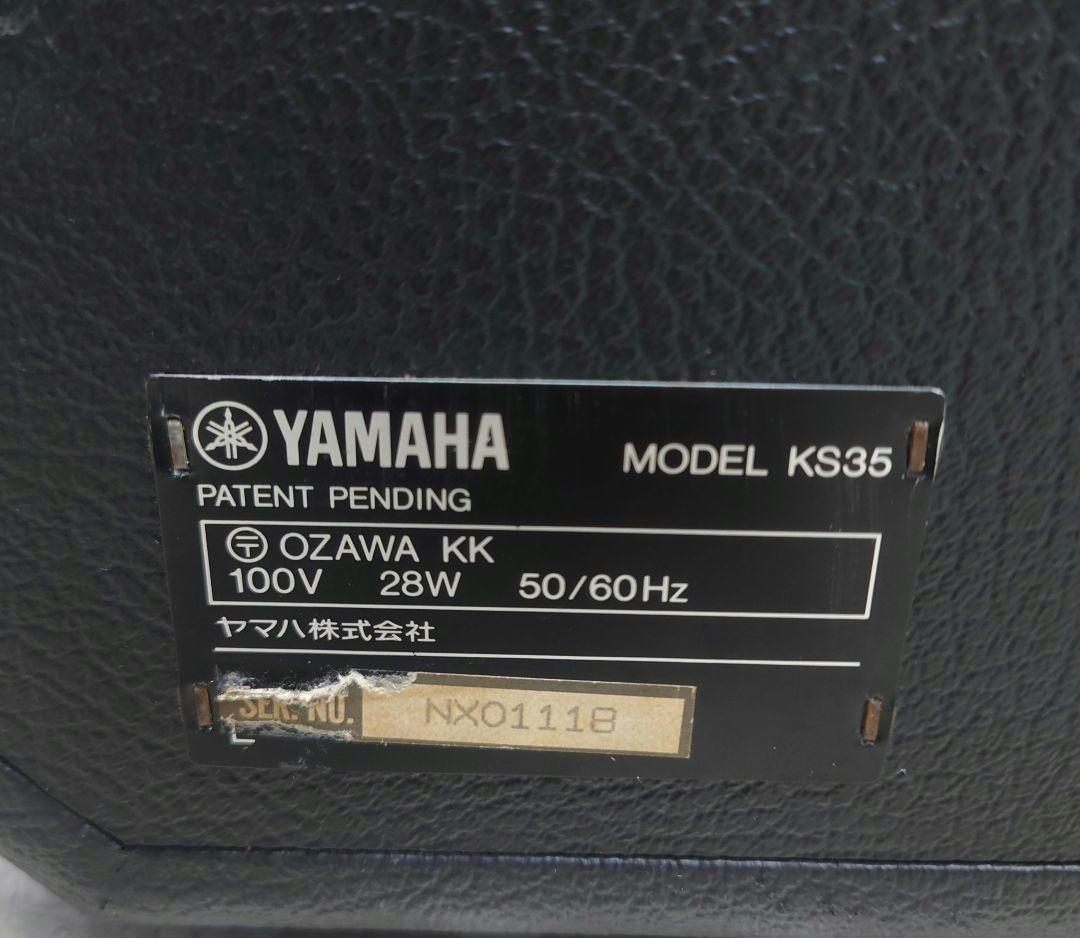 YAMAHA MODEL KS35
PATENT PENDING
〶 OZAWA KK
100V 28W 50/60Hz
ヤマハ株式会社
SER. NO. NX01118